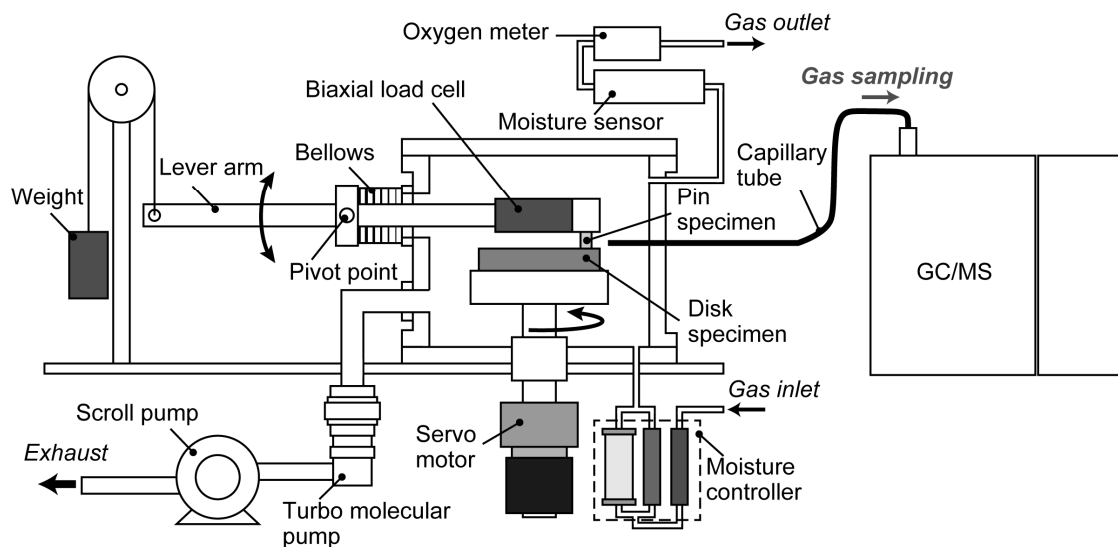 Oxygen meter
Gas outlet
Biaxial load cell
Moisture sensor
Gas sampling
Capillary
tube
Bellows
Lever arm
Weight
Pin
specimen
Pivot point
GC/MS
Disk
specimen
Gas inlet
Scroll pump
Servo
motor
Moisture
controller
Exhaust
Turbo molecular
pump